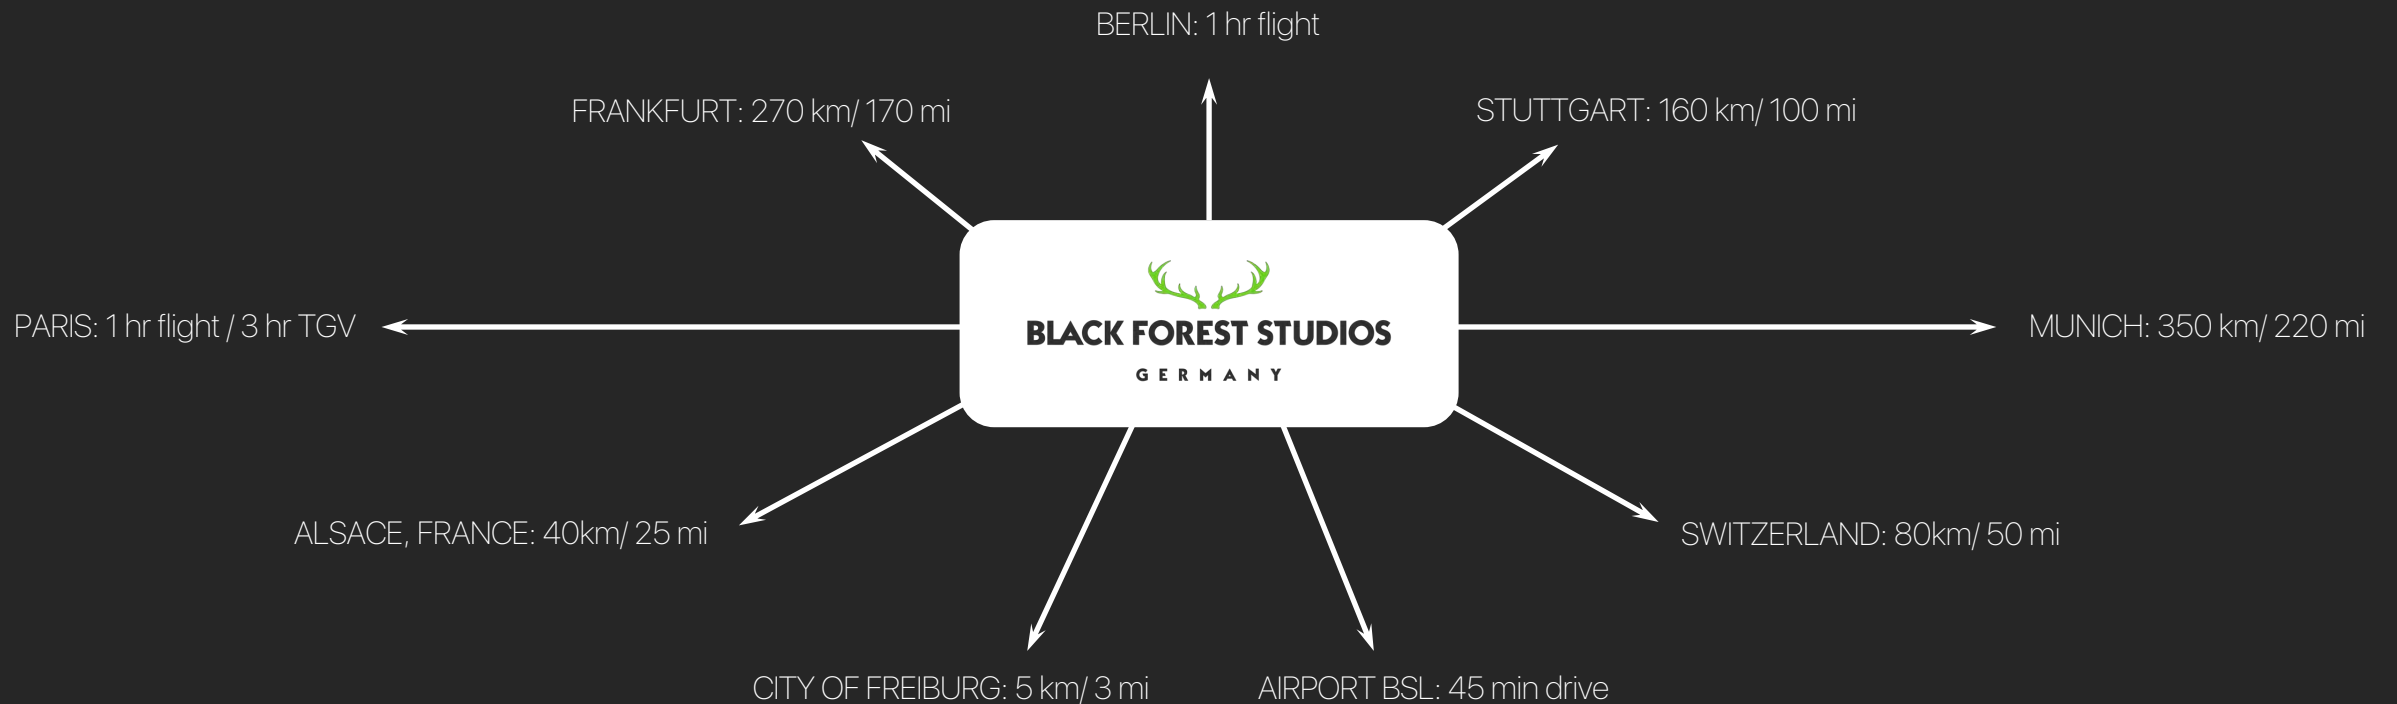 BERLIN: 1 hr flight
FRANKFURT: 270 km/ 170 mi
STUTTGART: 160 km/ 100 mi
PARIS: 1 hr flight / 3 hr TGV
BLACK FOREST STUDIOS
GERMANY
MUNICH: 350 km/ 220 mi
ALSACE, FRANCE: 40km/ 25 mi
SWITZERLAND: 80km/ 50 mi
CITY OF FREIBURG: 5 km/ 3 mi
AIRPORT BSL: 45 min drive